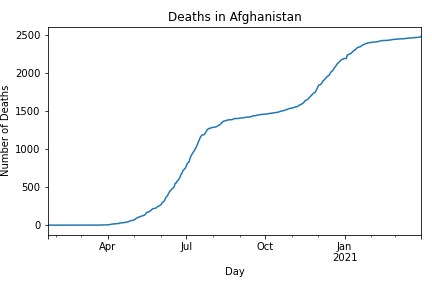 Deaths in Afghanistan
2500
2000
1500
1000
500
0
Number of Deaths
Apr
Jul
Oct
Jan
2021
Day